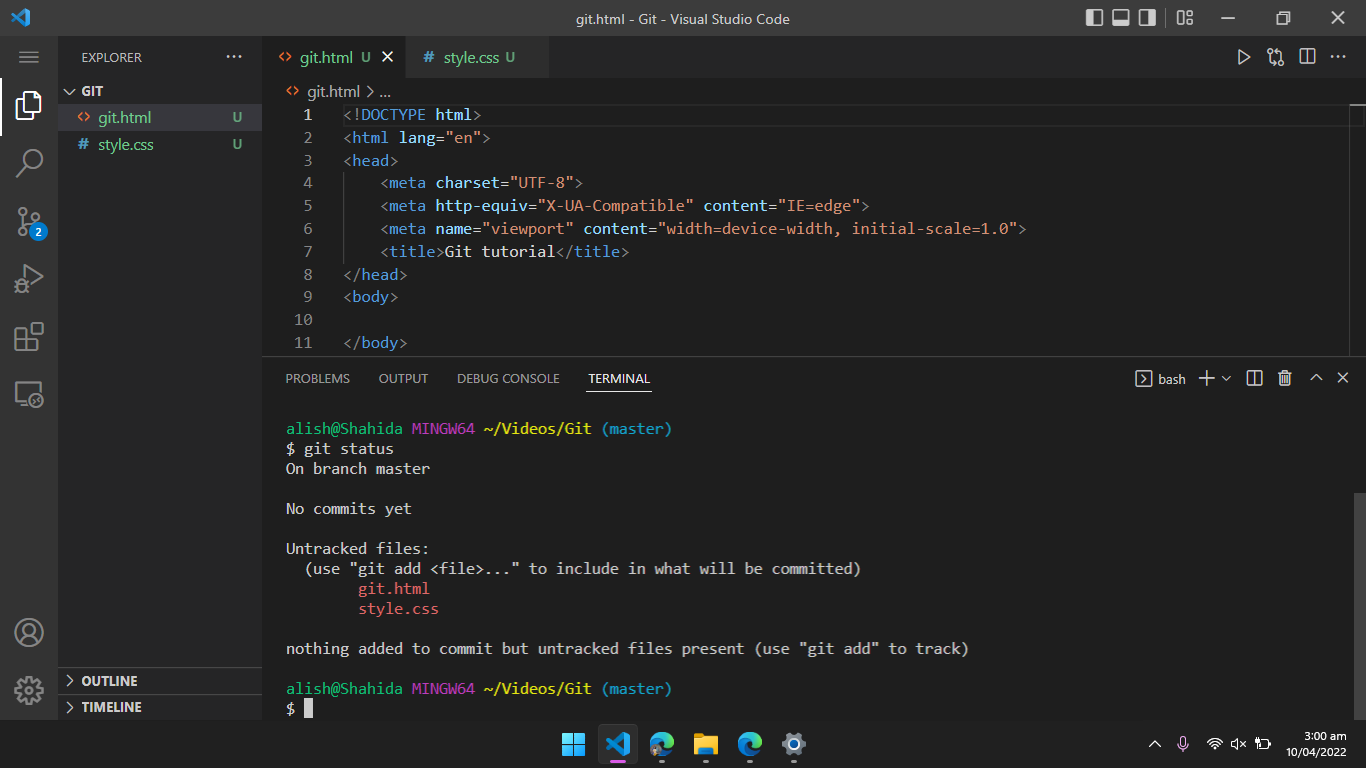 git.html - Git - Visual Studio Code
EXPLORER
GIT
git.html U
style.css U
OUTLINE
TIMELINE
2
git.html U
# style.css U
git.html > ...
1 <!DOCTYPE html>
2 <html lang="en">
3 <head>
4 <meta charset="UTF-8">
5 <meta http-equiv="X-UA-Compatible" content="IE=edge">
6 <meta name="viewport" content="width=device-width, initial-scale=1.0">
7 <title>Git tutorial</title>
8 </head>
9 <body>
10
11 </body>
PROBLEMS OUTPUT DEBUG CONSOLE TERMINAL bash
alish@Shahida MINGW64 ~/Videos/Git (master)
$ git status
On branch master
No commits yet
Untracked files:
(use "git add <file>..." to include in what will be committed)
git.html
style.css
nothing added to commit but untracked files present (use "git add" to track)
alish@Shahida MINGW64 ~/Videos/Git (master)
$
3:00 am
10/04/2022